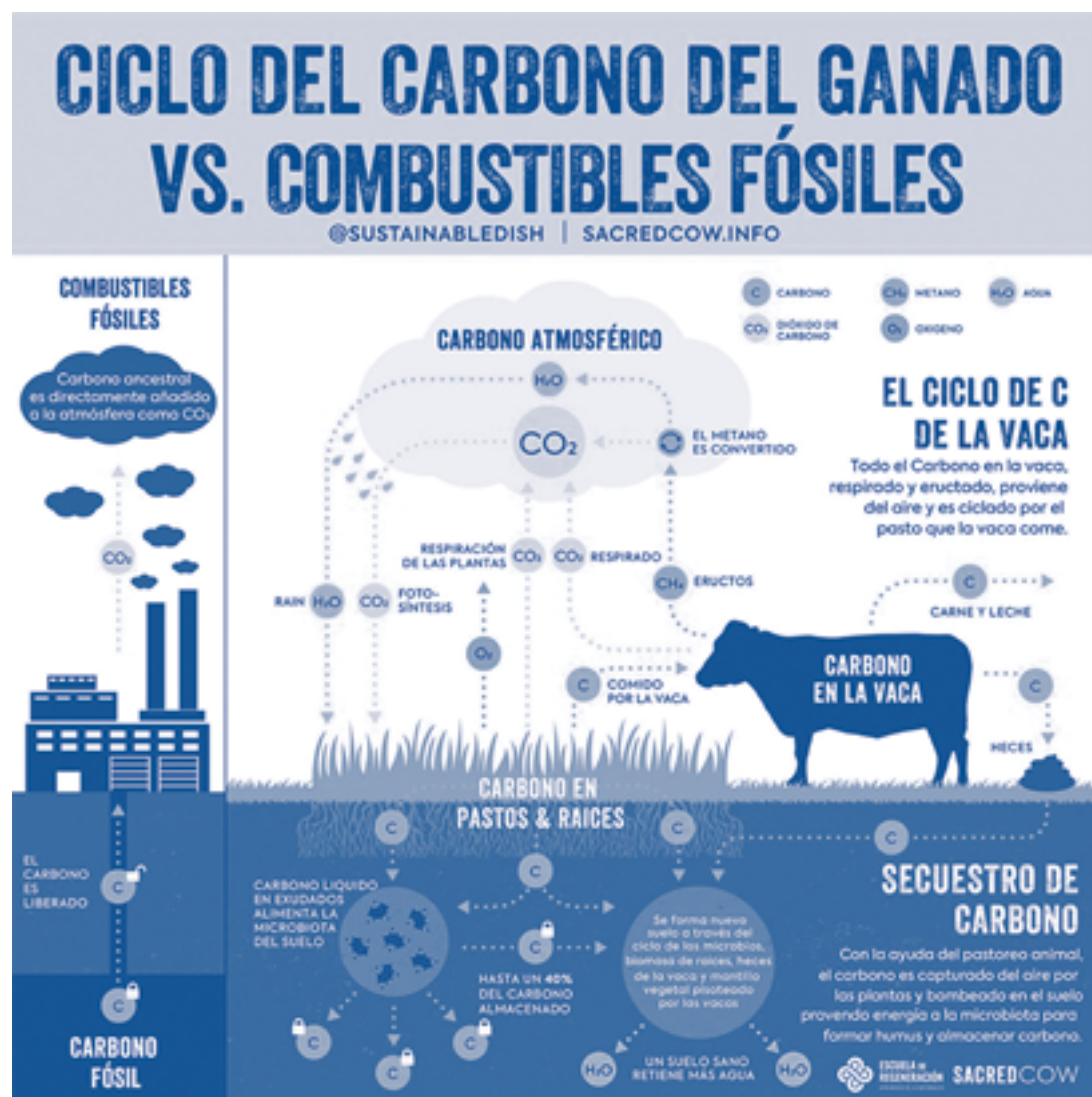 CICLO DEL CARBONO DEL GANADO
VS. COMBUSTIBLES FÓSILES
@SUSTAINABLEDISH | SACREDCOW.INFO
COMBUSTIBLES
FÓSILES
Carbono ancestral
es directamente añadido
a la atmósfera como CO₂
CO₂
EL
CARBONO
ES
LIBERADO
C
C
CARBONO
FÓSIL
C CARBONO
CH₄ METANO
H₂O AGUA
CO₂ DIÓXIDO DE
CARBONO
O₂ OXIGENO
CARBONO ATMOSFÉRICO
H₂O
CO₂
EL METANO
ES CONVERTIDO
EL CICLO DE C
DE LA VACA
Todo el Carbono en la vaca,
respirado y eructado, proviene
del aire y es ciclado por el
pasto que la vaca come.
RAIN H₂O
CO₂ FOTO-
SÍNTESIS
RESPIRACIÓN
DE LAS PLANTAS CO₂
CO₂ RESPIRADO
CH₄ ERUCTOS
O₂
C COMIDO
POR LA VACA
C
CARNE Y LECHE
CARBONO
EN LA VACA
C
HECES
CARBONO EN
PASTOS & RAICES
C
C
C
C
CARBONO LIQUIDO
EN EXUDADOS
ALIMENTA LA
MICROBIOTA
DEL SUELO
C
HASTA UN 40%
DEL CARBONO
ALMACENADO
C
C
C
Se forma nuevo
suelo a través del
ciclo de los microbios,
biomasa de raices, heces
de la vaca y mantillo
vegetal pisoteado
por las vacas
H₂O
UN SUELO SANO
RETIENE MÁS AGUA
H₂O
SECUESTRO DE
CARBONO
Con la ayuda del pastoreo animal,
el carbono es capturado del aire por
las plantas y bombeado en el suelo
provendo energía a la microbiota para
formar humus y almacenar carbono.
ESCUELA DE
REGENERACIÓN
SACREDCOW